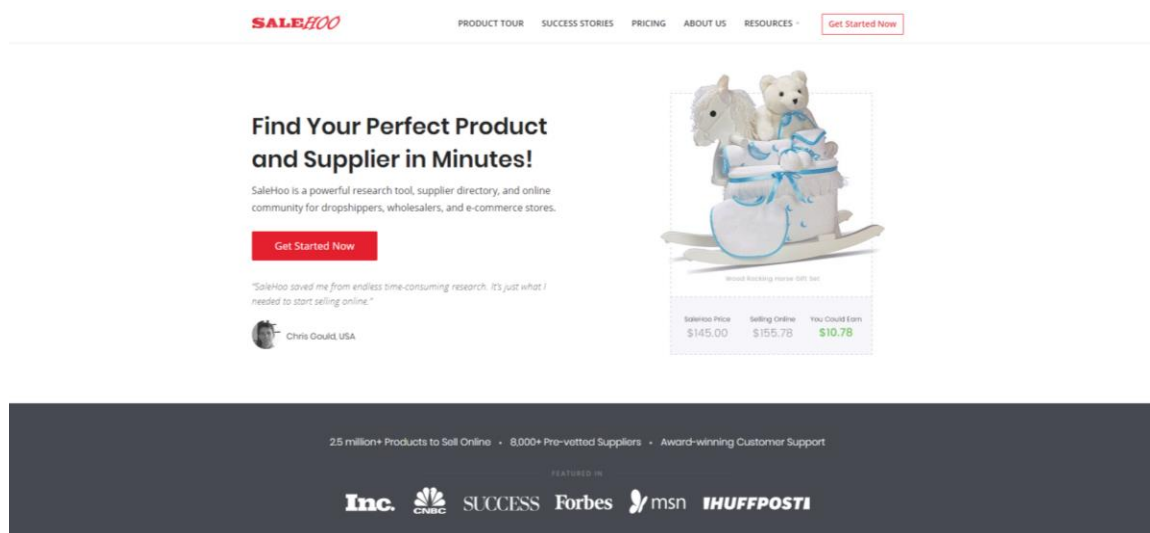 SALEHOO
PRODUCT TOUR
SUCCESS STORIES
PRICING
ABOUT US
RESOURCES
Get Started Now
Find Your Perfect Product
and Supplier in Minutes!
SaleHoo is a powerful research tool, supplier directory, and online
community for dropshippers, wholesalers, and e-commerce stores.
Get Started Now
"SaleHoo saved me from endless time-consuming research. It's just what I
needed to start selling online."
Chris Gould, USA
Wood Rocking Horse Gift Set
SaleHoo Price
$145.00
Selling Online
$155.78
You Could Earn
$10.78
2.5 million+ Products to Sell Online • 8,000+ Pre-vetted Suppliers • Award-winning Customer Support
FEATURED IN
Inc.
CNBC
SUCCESS
Forbes
msn
IHUFFPOSTI